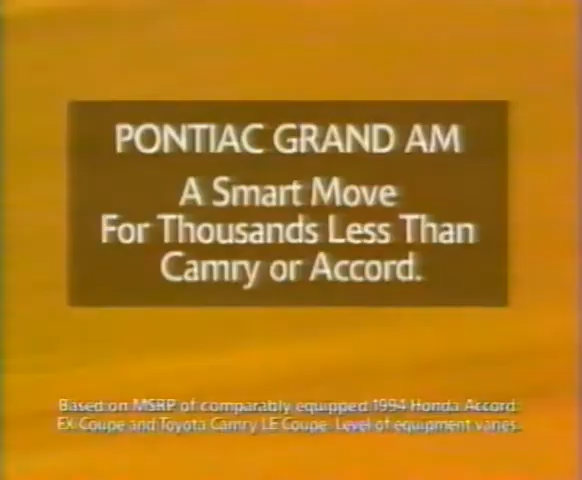 PONTIAC GRAND AM
A Smart Move
For Thousands Less Than
Camry or Accord.
Based on MSRP of comparably equipped 1994 Honda Accord
EX Coupe and Toyota Camry LE Coupe. Level of equipment varies.